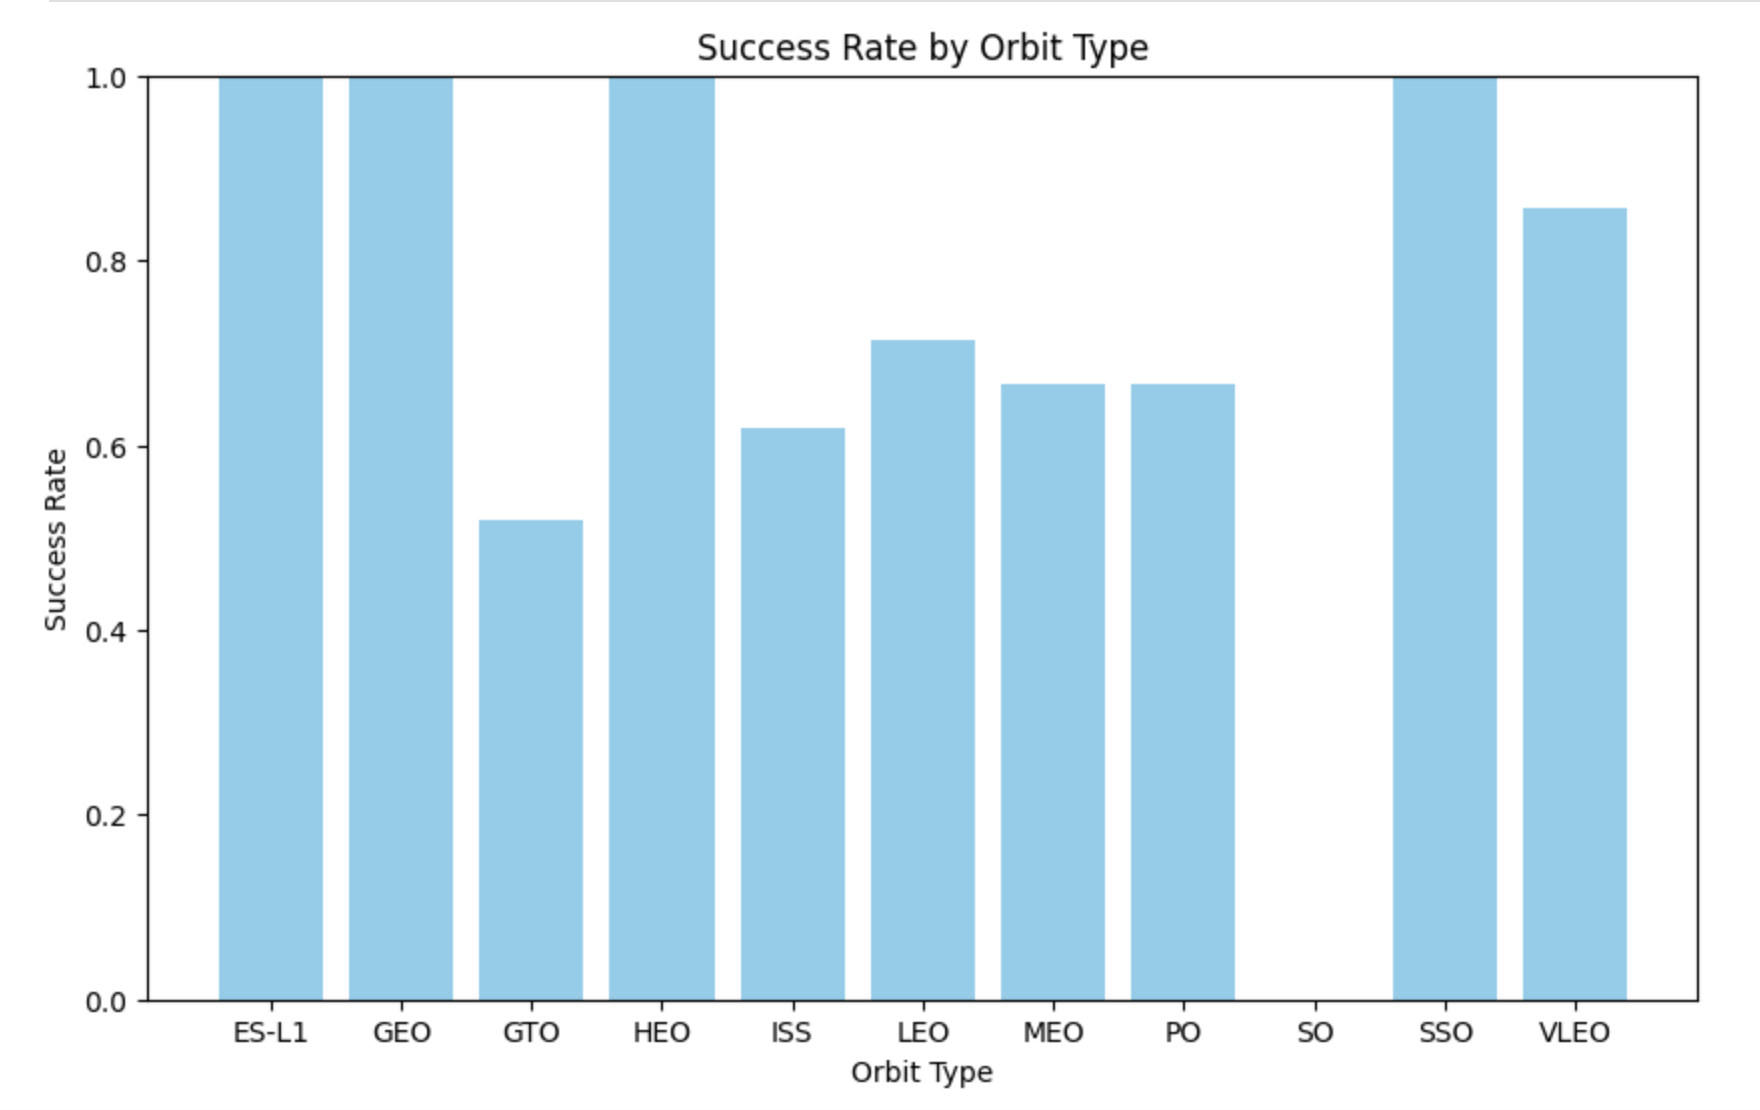 Success Rate by Orbit Type
1.0
0.8
0.6
0.4
0.2
0.0
Success Rate
ES-L1 GEO GTO HEO ISS LEO MEO PO SO SSO VLEO
Orbit Type